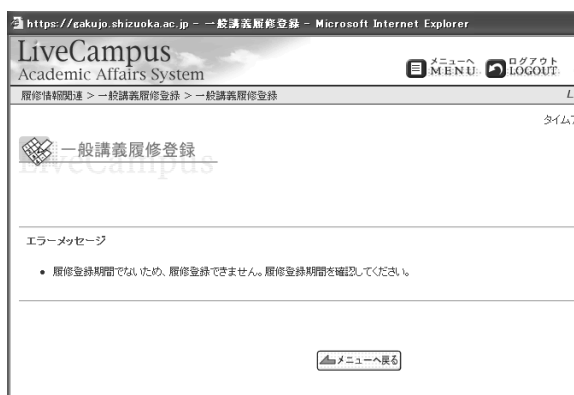 https://gakujo.shizuoka.ac.jp - 一般講義履修登録 - Microsoft Internet Explorer
LiveCampus
Academic Affairs System
メニューへ
MENU
ログアウト
LOGOUT
履修情報関連 > 一般講義履修登録 > 一般講義履修登録
L
タイムア
一般講義履修登録
LiveCampus
エラーメッセージ
• 履修登録期間でないため、履修登録できません。履修登録期間を確認してください。
メニューへ戻る